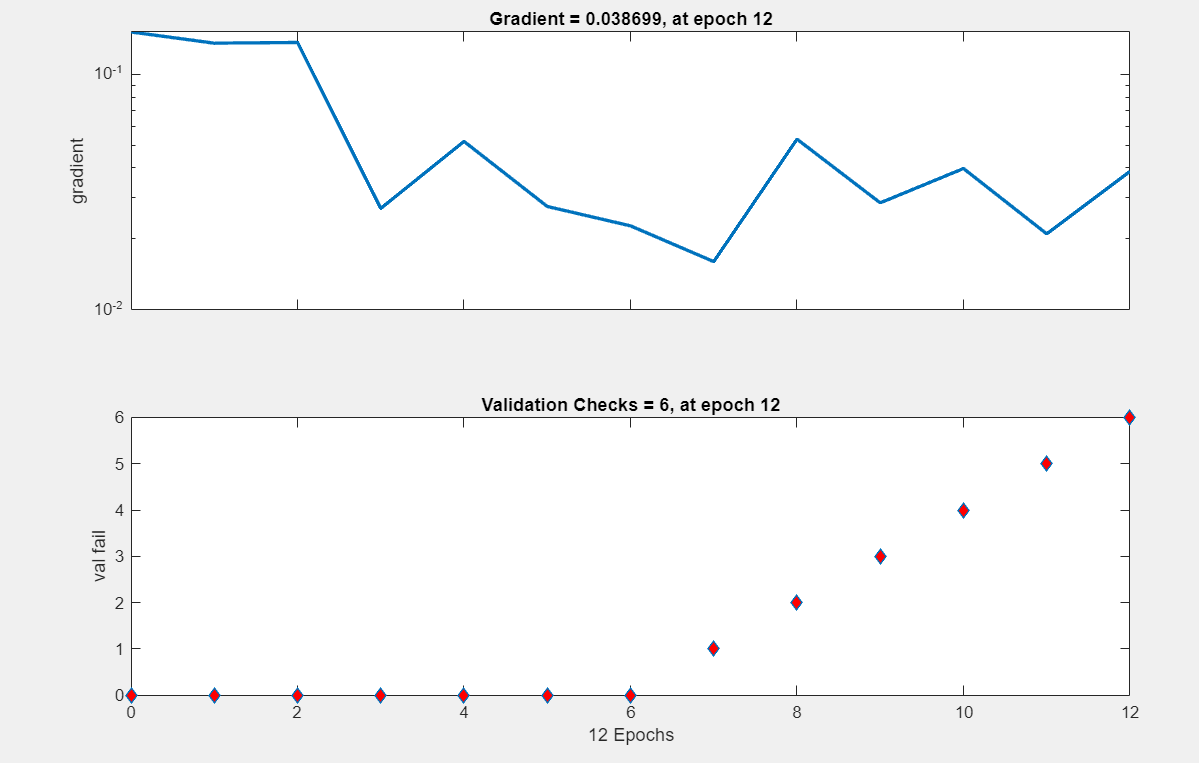 Gradient = 0.038699, at epoch 12
10-1
gradient
10-2
Validation Checks = 6, at epoch 12
6
5
4
3
2
1
0
val fail
0 2 4 6 8 10 12
12 Epochs